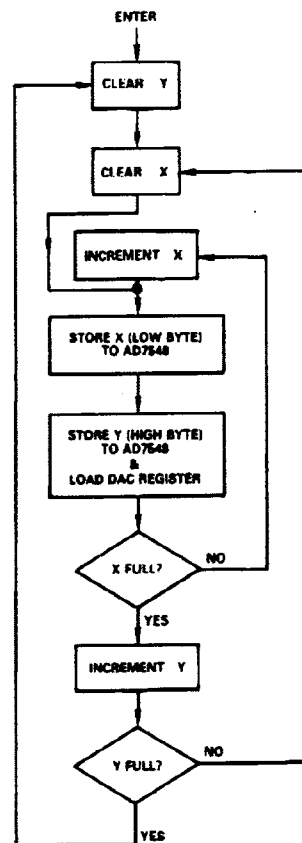 ENTER
CLEAR Y
CLEAR X
INCREMENT X
STORE X (LOW BYTE)
TO AD7548
STORE Y (HIGH BYTE)
TO AD7548
&
LOAD DAC REGISTER
X FULL?
NO
YES
INCREMENT Y
Y FULL?
NO
YES